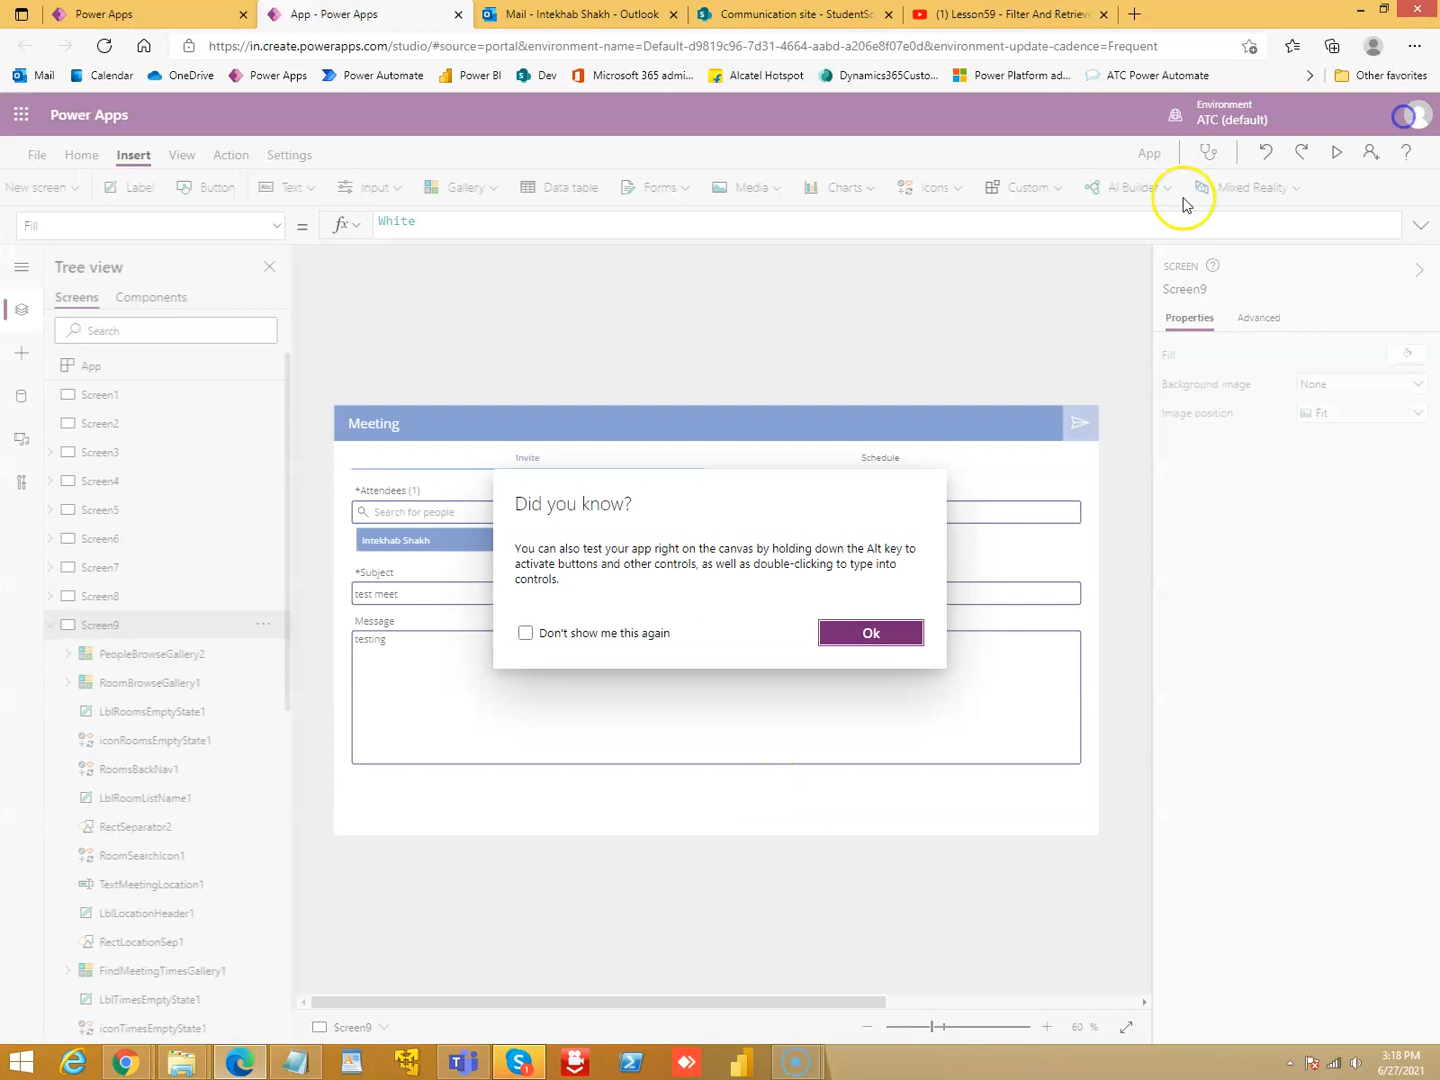 App - Power Apps
Power Apps
Mail - Intekhab Shakh - Outlook
Communication site - StudentSc
(1) Lesson59 - Filter And Retrieve
https://in.create.powerapps.com/studio/#source=portal&environment-name=Default-d9819c96-7d31-4664-aabd-a206e8f07e0d&environment-update-cadence=Frequent
Mail
Calendar
OneDrive
Power Apps
Power Automate
Power BI
Dev
Microsoft 365 admi...
Alcatel Hotspot
Dynamics365Custo...
Power Platform ad...
ATC Power Automate
Other favorites
Power Apps
Environment
ATC (default)
File
Home
Insert
View
Action
Settings
App
New screen
Label
Button
Text
Input
Gallery
Data table
Forms
Media
Charts
Icons
Custom
AI Builder
Mixed Reality
Fill
=
fx
White
Tree view
Screens
Components
Search
App
Screen1
Screen2
Screen3
Screen4
Screen5
Screen6
Screen7
Screen8
Screen9
PeopleBrowseGallery2
RoomBrowseGallery1
LblRoomsEmptyState1
iconRoomsEmptyState1
RoomsBackNav1
LblRoomListName1
RectSeparator2
RoomSearchIcon1
TextMeetingLocation1
LblLocationHeader1
RectLocationSep1
FindMeetingTimesGallery1
LblTimesEmptyState1
iconTimesEmptyState1
Meeting
Invite
Schedule
*Attendees (1)
Search for people
Intekhab Shakh
*Subject
test meet
Message
testing
Did you know?
You can also test your app right on the canvas by holding down the Alt key to
activate buttons and other controls, as well as double-clicking to type into
controls.
Don't show me this again
Ok
SCREEN
Screen9
Properties
Advanced
Fill
Background image
None
Image position
Fit
Screen9
60 %
3:18 PM
6/27/2021